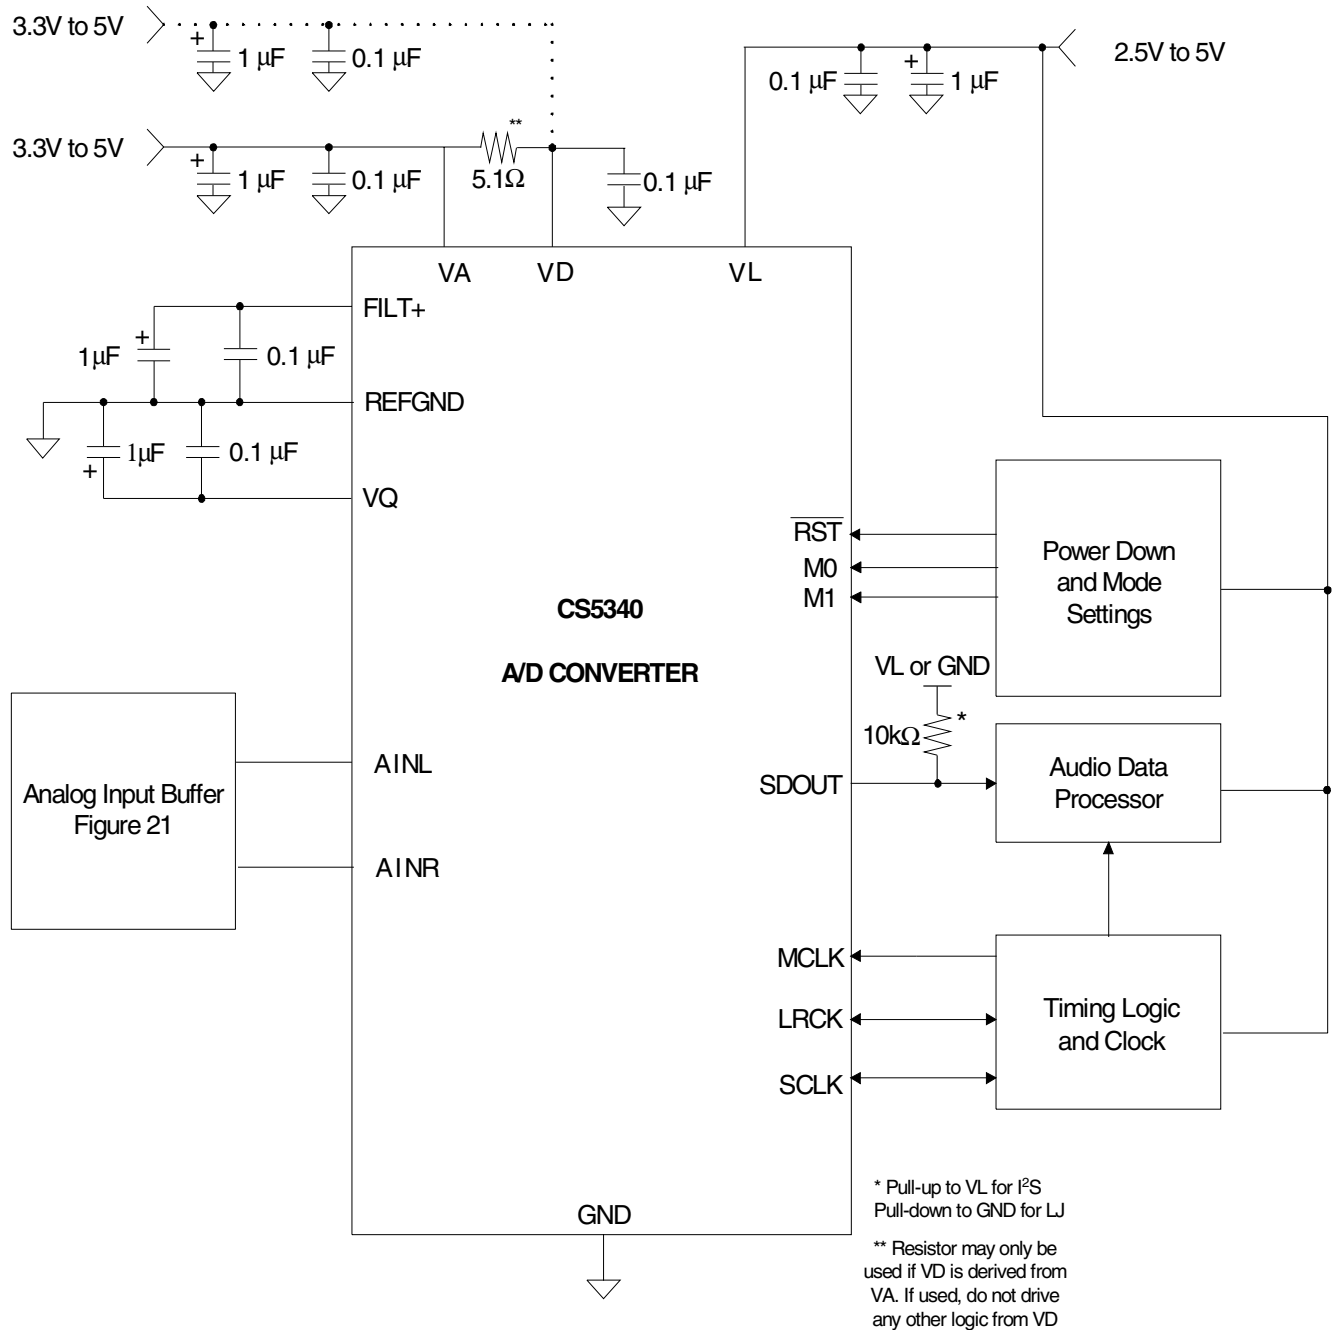 3.3V to 5V
+
1 µF
0.1 µF
0.1 µF
+
1 µF
2.5V to 5V
3.3V to 5V
+
1 µF
0.1 µF
**
5.1Ω
0.1 µF
VA
VD
VL
FILT+
+
1µF
0.1 µF
REFGND
1µF
+
0.1 µF
VQ
RST
M0
M1
Power Down
and Mode
Settings
CS5340
A/D CONVERTER
VL or GND
*
10kΩ
SDOUT
Audio Data
Processor
Analog Input Buffer
Figure 21
AINL
AINR
MCLK
LRCK
SCLK
Timing Logic
and Clock
GND
* Pull-up to VL for I²S
Pull-down to GND for LJ
** Resistor may only be
used if VD is derived from
VA. If used, do not drive
any other logic from VD